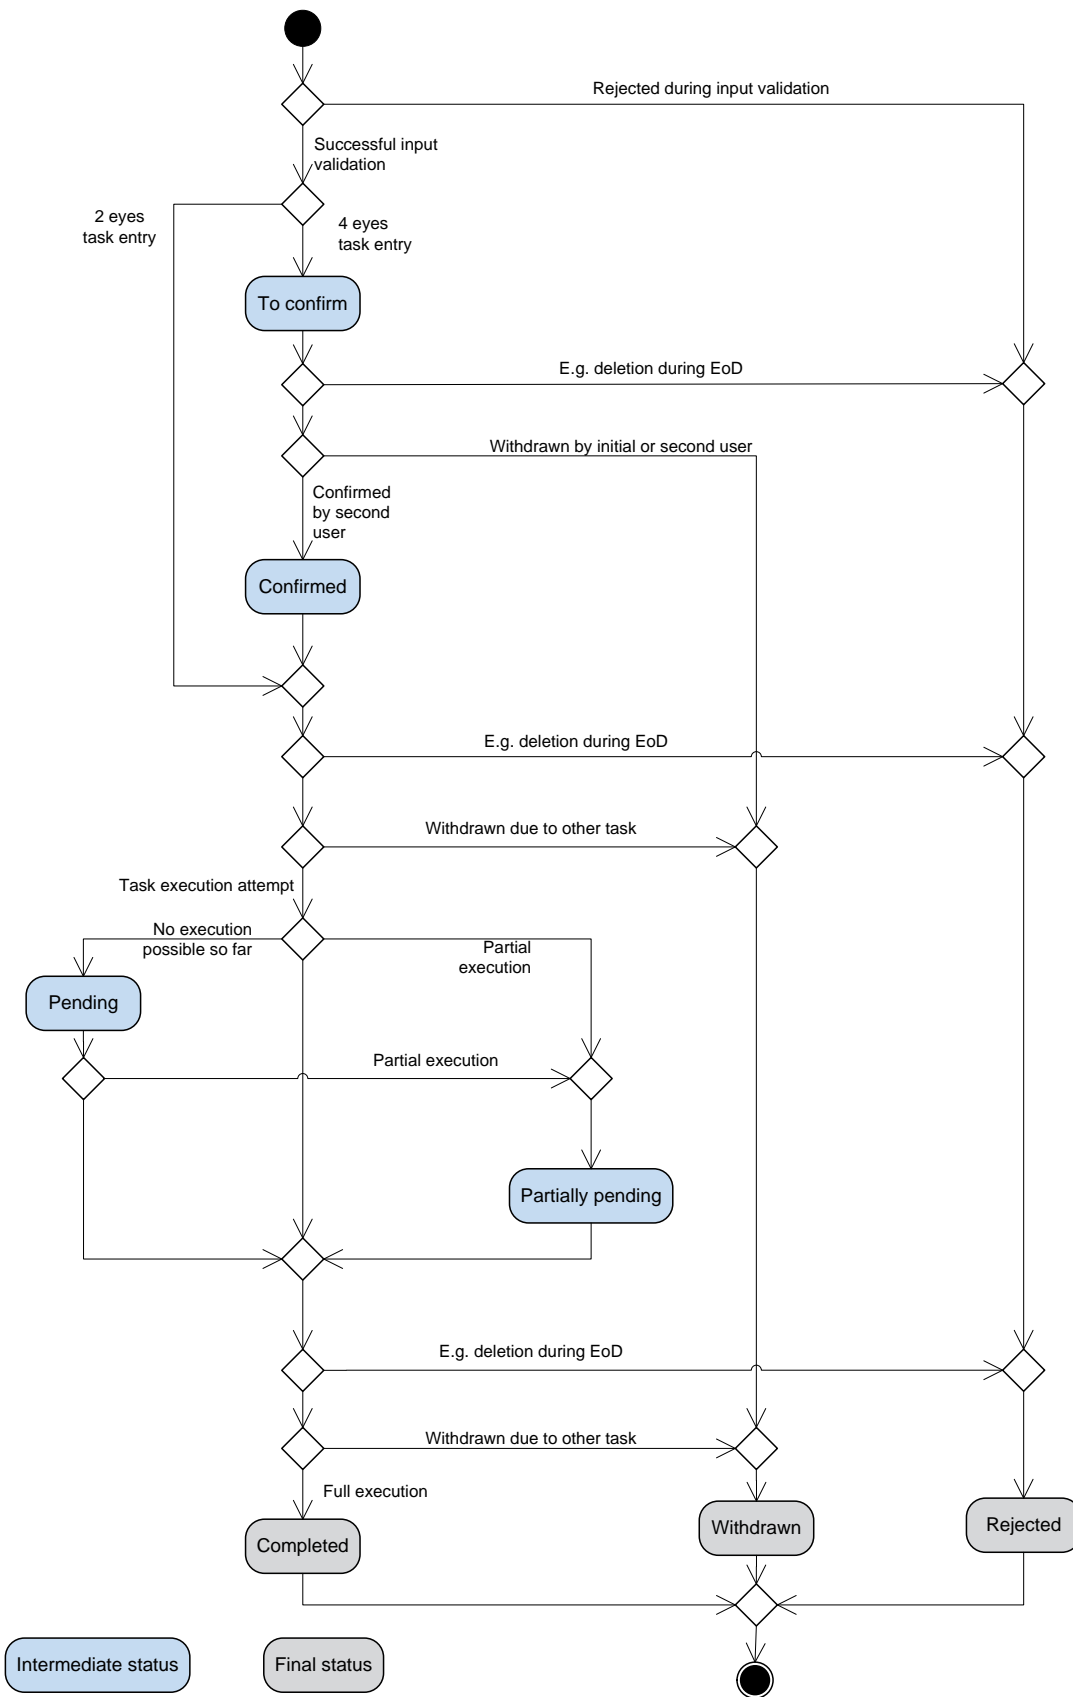 Rejected during input validation
Successful input
validation
2 eyes
task entry
4 eyes
task entry
To confirm
E.g. deletion during EoD
Withdrawn by initial or second user
Confirmed
by second
user
Confirmed
E.g. deletion during EoD
Withdrawn due to other task
Task execution attempt
No execution
possible so far
Partial
execution
Pending
Partial execution
Partially pending
E.g. deletion during EoD
Withdrawn due to other task
Full execution
Completed
Withdrawn
Rejected
Intermediate status
Final status